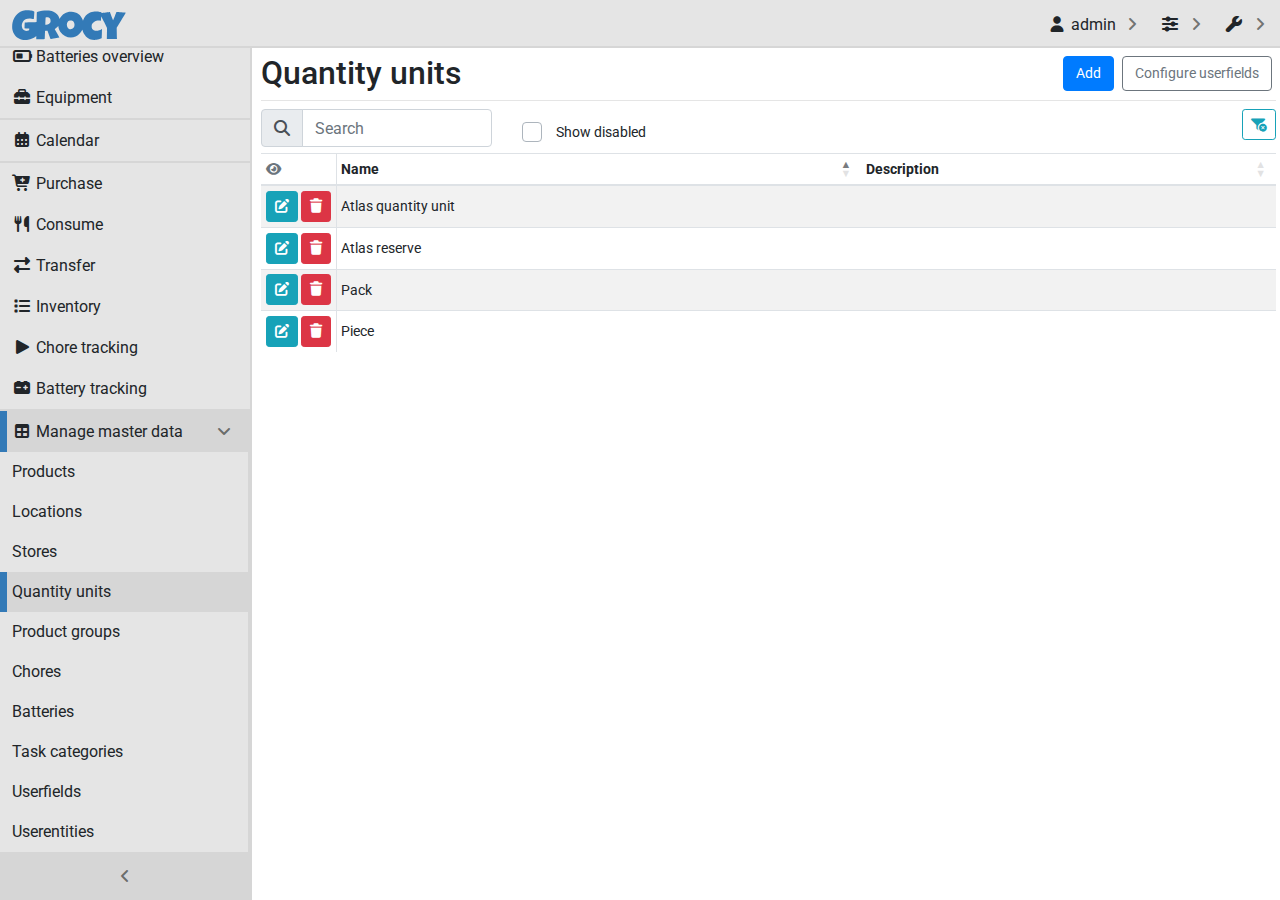 GROCY
admin
Batteries overview
Equipment
Calendar
Purchase
Consume
Transfer
Inventory
Chore tracking
Battery tracking
Manage master data
Products
Locations
Stores
Quantity units
Product groups
Chores
Batteries
Task categories
Userfields
Userentities
Quantity units
Add
Configure userfields
Search
Show disabled
Name
Description
Atlas quantity unit
Atlas reserve
Pack
Piece